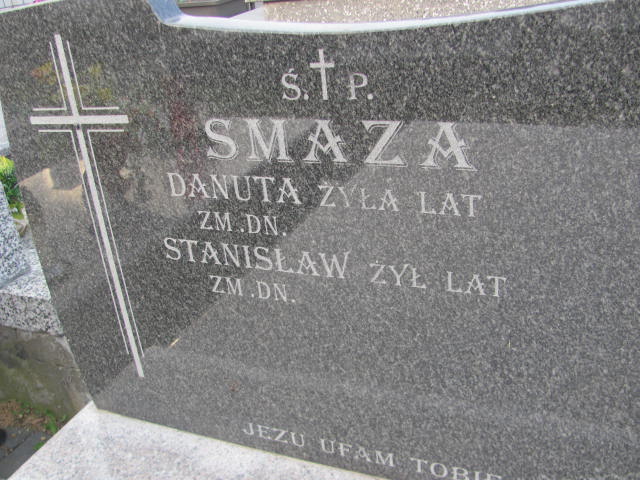 Ś. P.
SMAZA
DANUTA ŻYŁA LAT
ZM.DN.
STANISŁAW ŻYŁ LAT
ZM.DN.
JEZU UFAM TOBIE